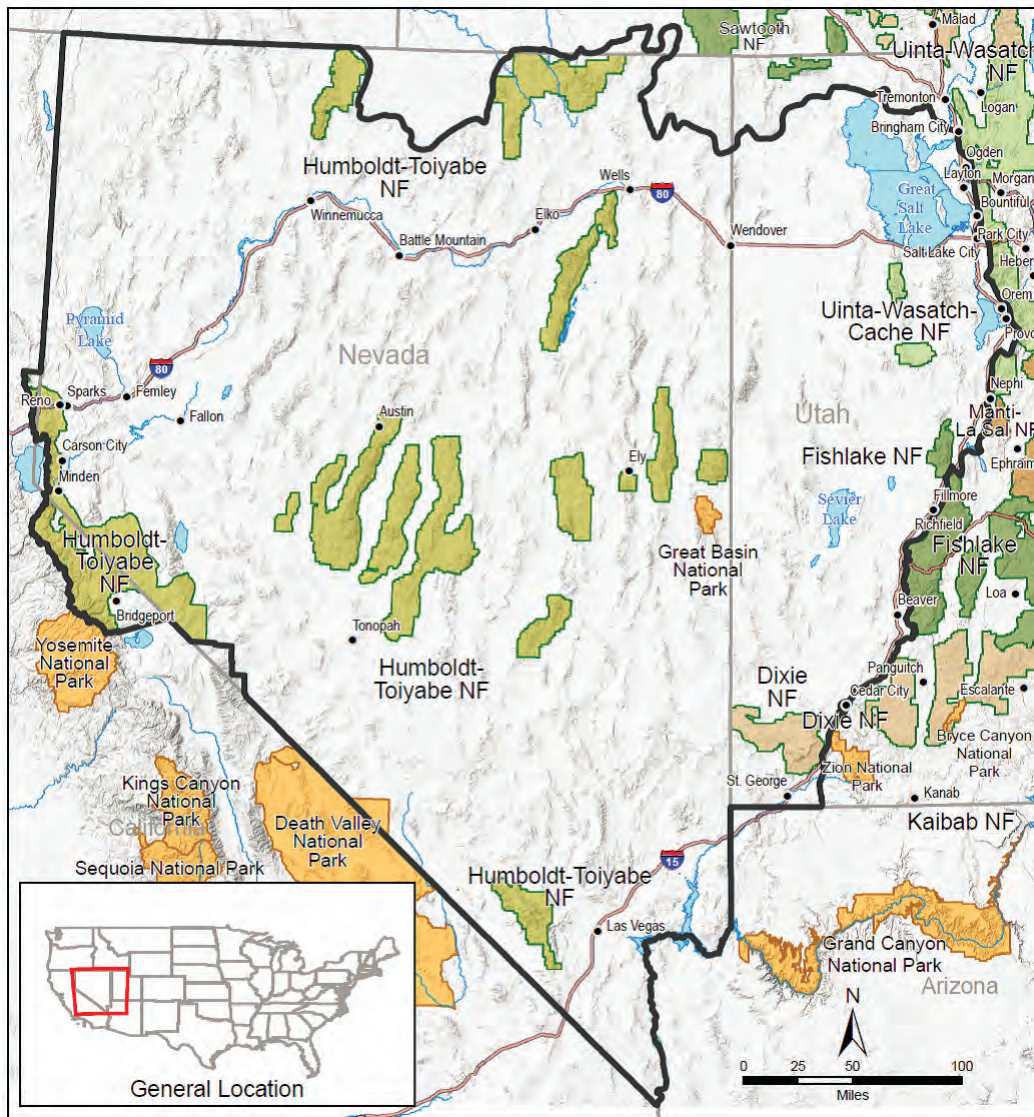 Malad
Sawtooth
NF
Uinta-Wasatch
NF
Tremonton
Logan
Bringham City
Ogden
Layton
Morgan
Humboldt-Toiyabe
NF
Wells
80
Great
Salt
Lake
Bountiful
Winnemucca
Elko
Park City
Battle Mountain
Wendover
Salt Lake City
Heber
Orem
Pyramid
Lake
Uinta-Wasatch-
Cache NF
Provo
Nevada
80
Nephi
Reno
Sparks
Fernley
Fallon
Austin
Utah
Manti-
La Sal NF
Carson City
Fishlake NF
Ephraim
Minden
Ely
Sevier
Lake
Fillmore
Richfield
Humboldt-
Toiyabe
NF
Great Basin
National
Park
Fishlake
NF
Bridgeport
Loa
Beaver
Yosemite
National
Park
Tonopah
Humboldt-
Toiyabe NF
Dixie
NF
Panguitch
Cedar City
Escalante
Dixie NF
Bryce Canyon
National
Park
Zion National
Park
Kings Canyon
National
Park
California
St. George
Kanab
Death Valley
National
Park
Kaibab NF
Sequoia National Park
15
Humboldt-Toiyabe
NF
Las Vegas
Grand Canyon
National Park
Arizona
N
0 25 50 100
Miles
General Location